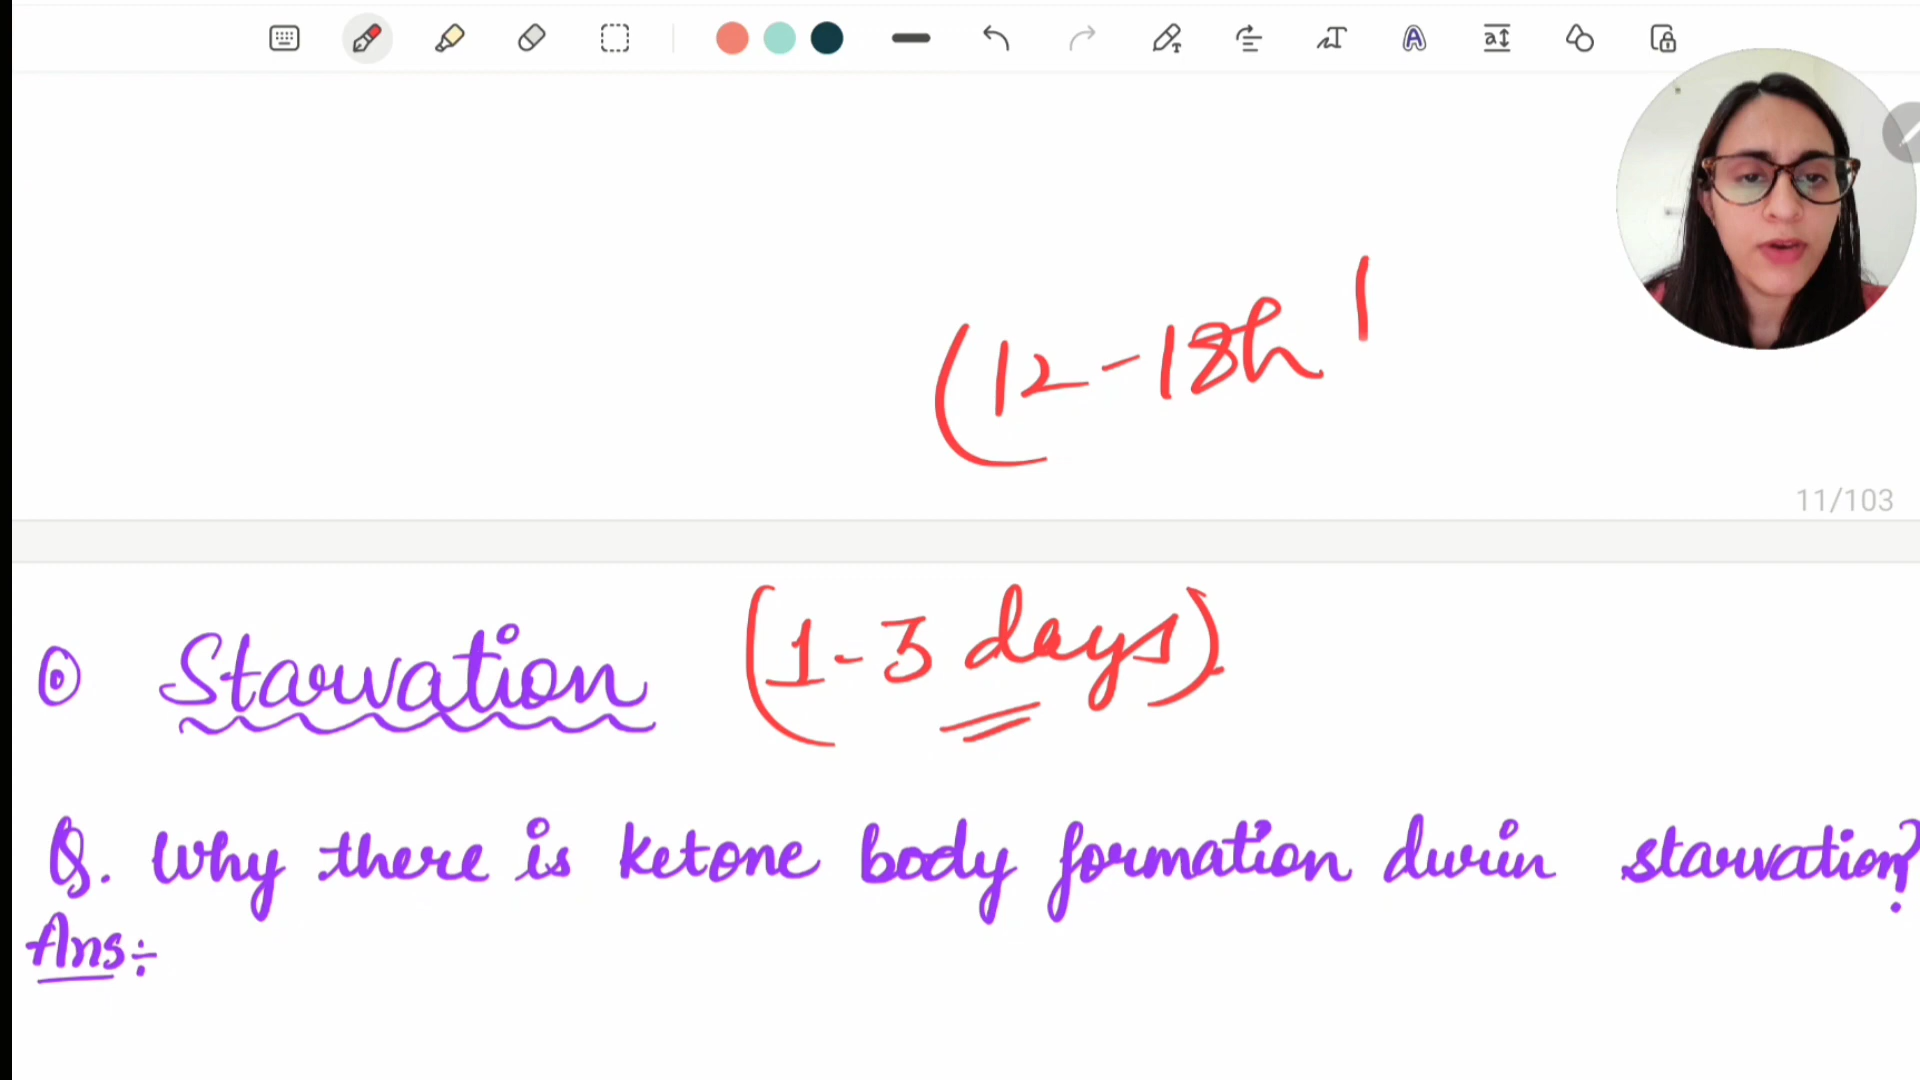 (12-18h
11/103
Starvation (1-3 days)
Q. Why there is ketone body formation durin starvation?
Ans: